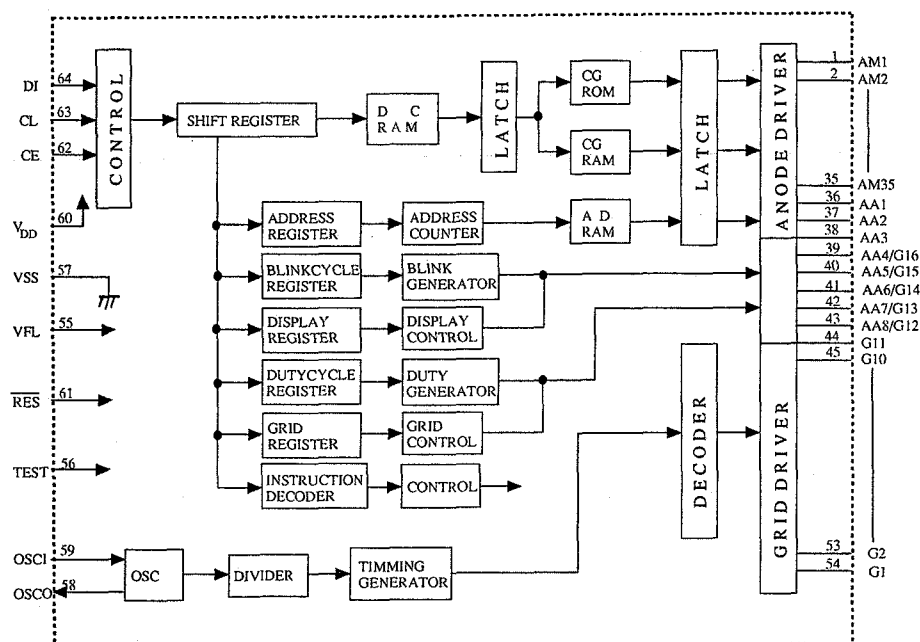 DI
64
CL
63
CE
62
V DD
60
VSS
57
VFL
55
RES
61
TEST
56
OSCI
59
OSCO
58
CONTROL
SHIFT REGISTER
D C
RAM
LATCH
CG
ROM
CG
RAM
LATCH
ANODE DRIVER
ADDRESS
REGISTER
ADDRESS
COUNTER
A D
RAM
BLINKCYCLE
REGISTER
BLINK
GENERATOR
DISPLAY
REGISTER
DISPLAY
CONTROL
DUTYCYCLE
REGISTER
DUTY
GENERATOR
GRID
REGISTER
GRID
CONTROL
INSTRUCTION
DECODER
CONTROL
OSC
DIVIDER
TIMMING
GENERATOR
DECODER
GRID DRIVER
1 AM1
2 AM2
35 AM35
36 AA1
37 AA2
38 AA3
39 AA4/G16
40 AA5/G15
41 AA6/G14
42 AA7/G13
43 AA8/G12
44 G11
45 G10
53 G2
54 G1